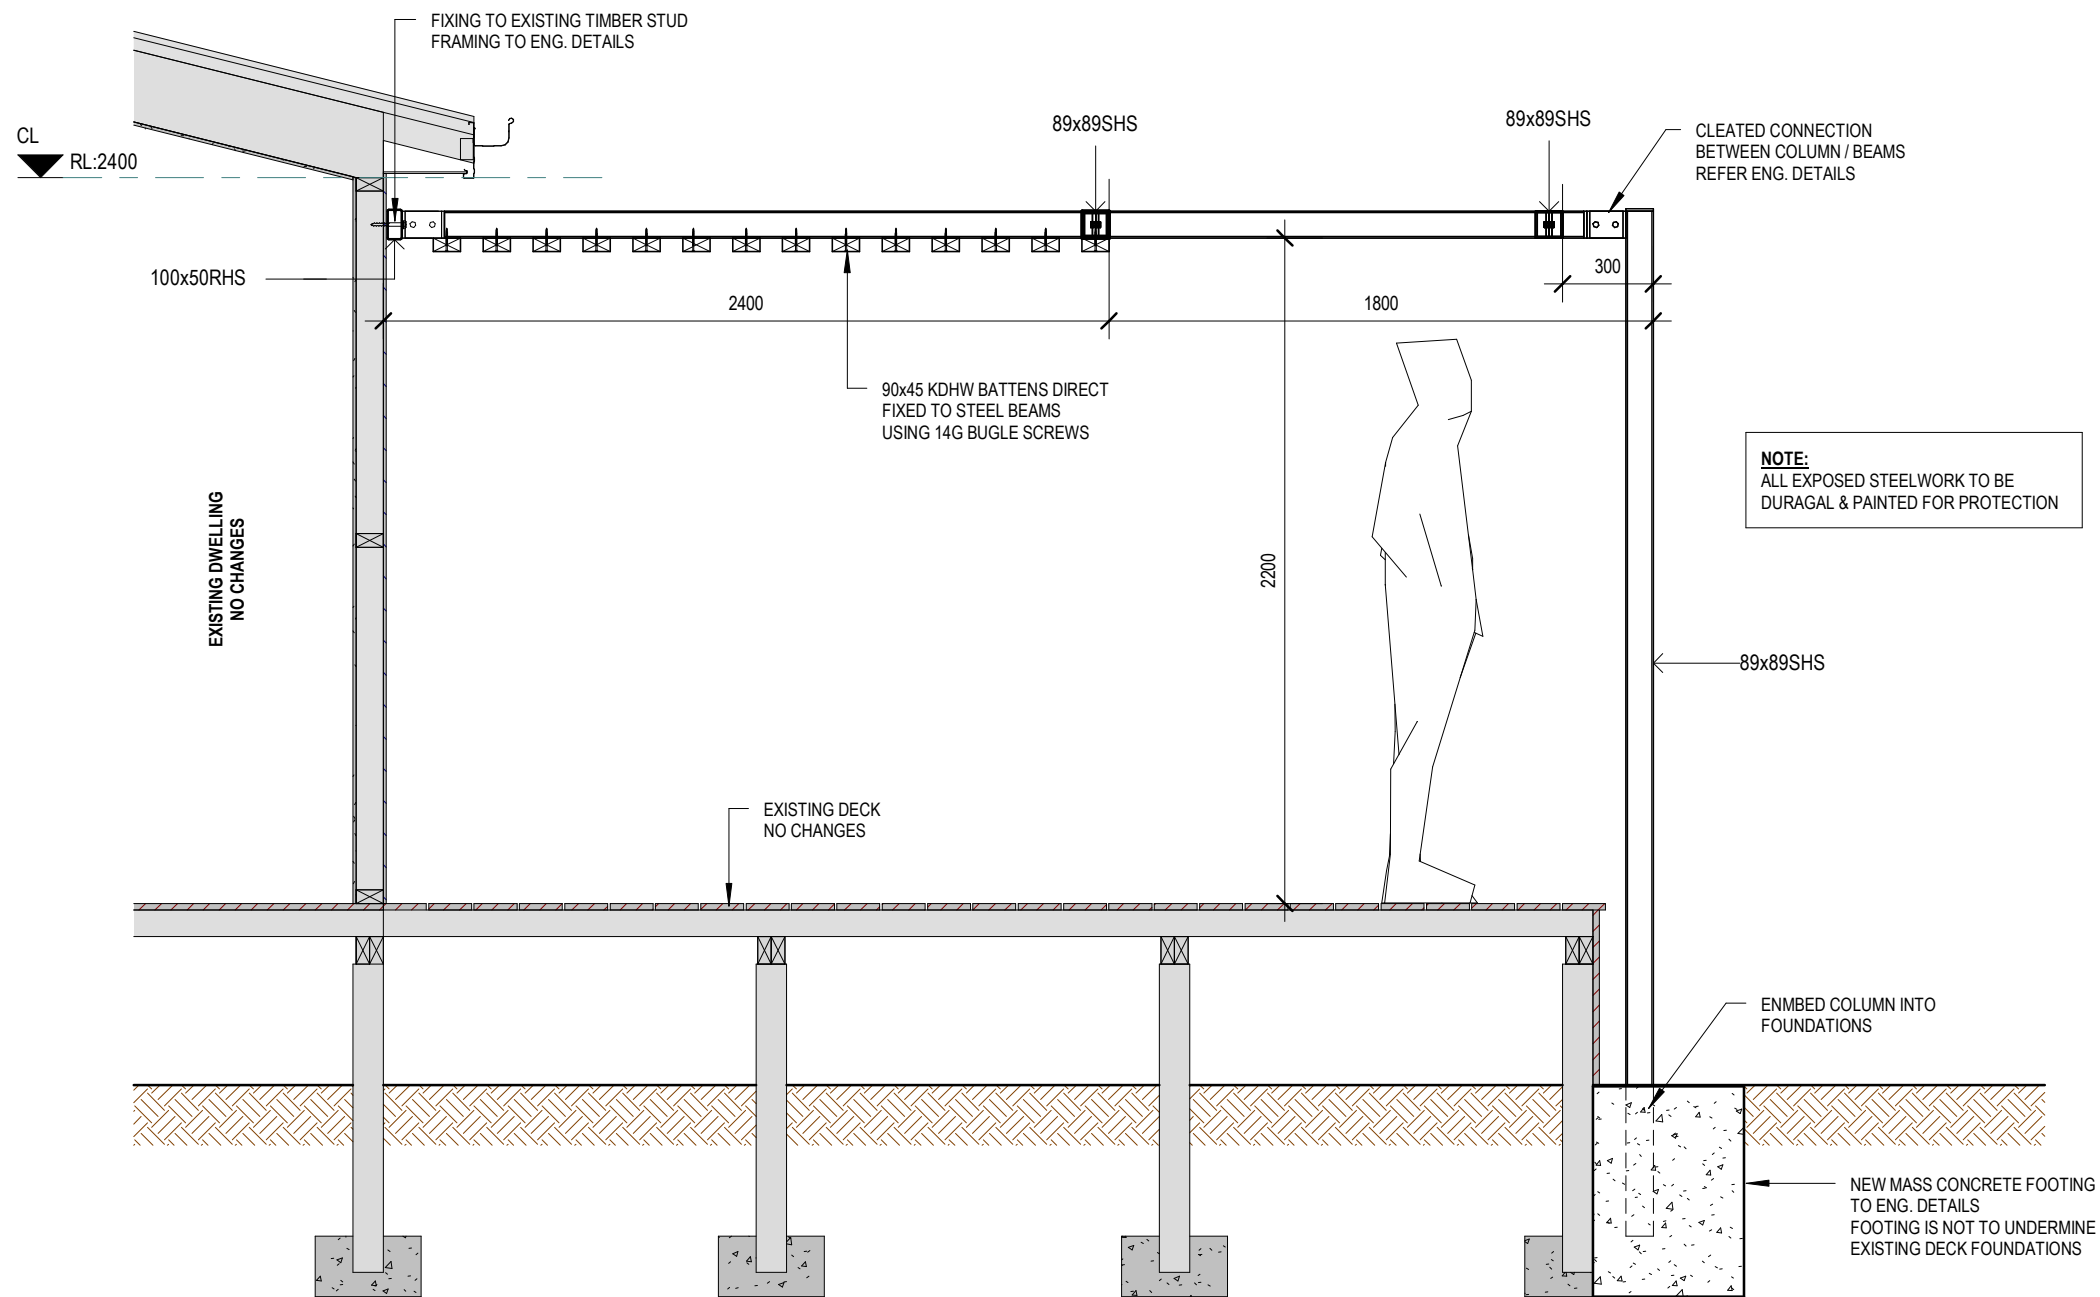 FIXING TO EXISTING TIMBER STUD
FRAMING TO ENG. DETAILS
CL
RL:2400
89x89SHS
89x89SHS
CLEATED CONNECTION
BETWEEN COLUMN / BEAMS
REFER ENG. DETAILS
100x50RHS
300
2400
1800
90x45 KDHW BATTENS DIRECT
FIXED TO STEEL BEAMS
USING 14G BUGLE SCREWS
NOTE:
ALL EXPOSED STEELWORK TO BE
DURAGAL & PAINTED FOR PROTECTION
EXISTING DWELLING
NO CHANGES
2200
89x89SHS
EXISTING DECK
NO CHANGES
ENMBED COLUMN INTO
FOUNDATIONS
NEW MASS CONCRETE FOOTING
TO ENG. DETAILS
FOOTING IS NOT TO UNDERMINE
EXISTING DECK FOUNDATIONS